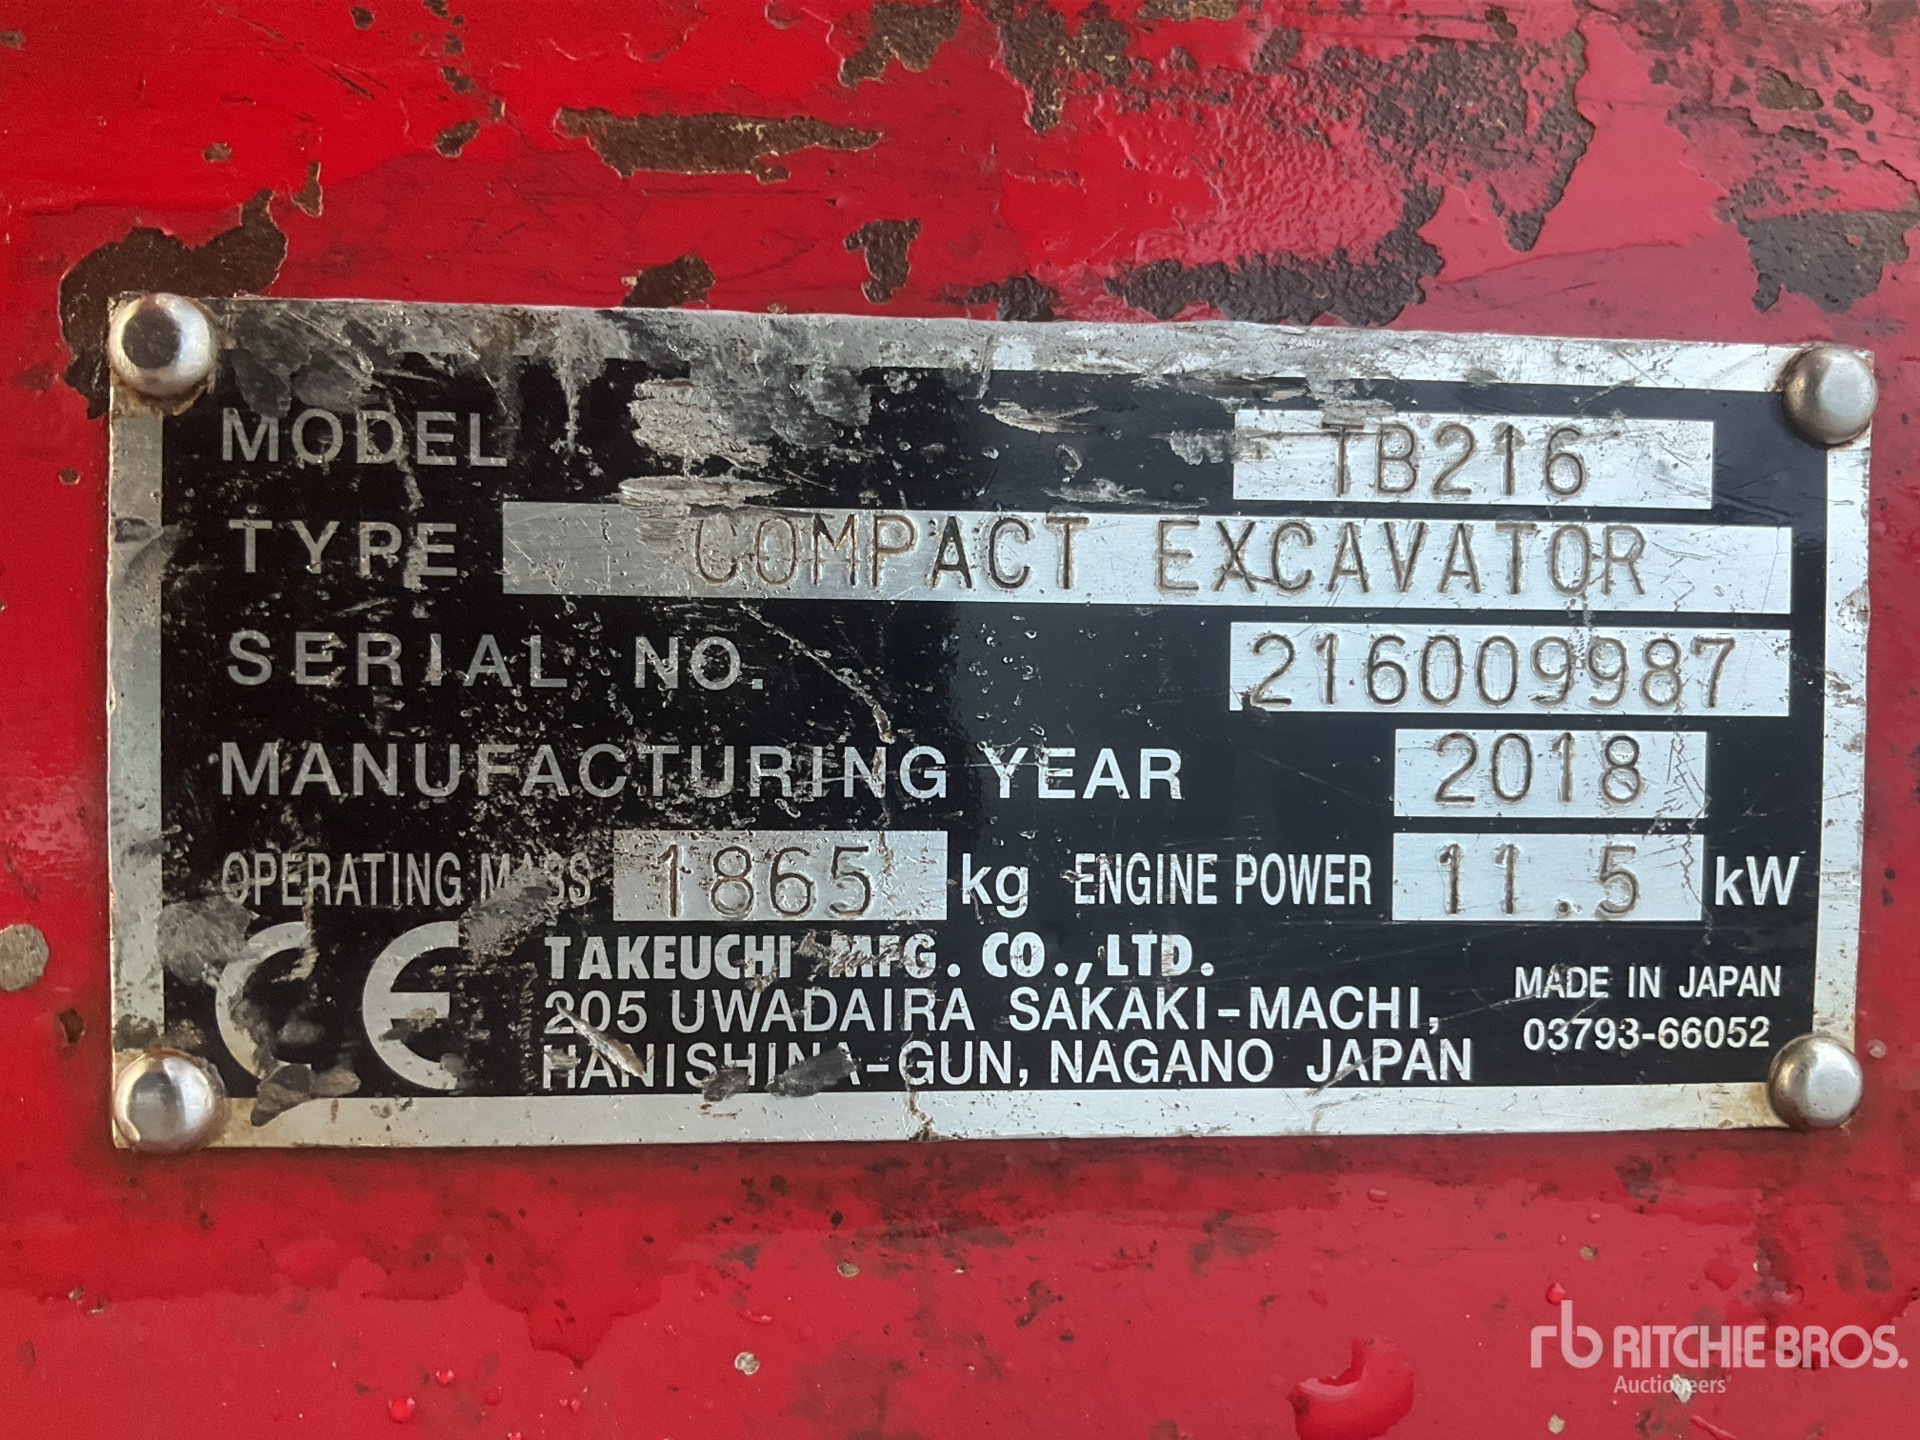 MODEL TB216
TYPE COMPACT EXCAVATOR
SERIAL NO. 216009987
MANUFACTURING YEAR 2018
OPERATING MASS 1865 kg ENGINE POWER 11.5 kW
CE TAKEUCHI MFG. CO., LTD.
205 UWADAIRA SAKAKI-MACHI,
HANISHINA-GUN, NAGANO JAPAN
MADE IN JAPAN
03793-66052
rb RITCHIE BROS.
Auctioneers